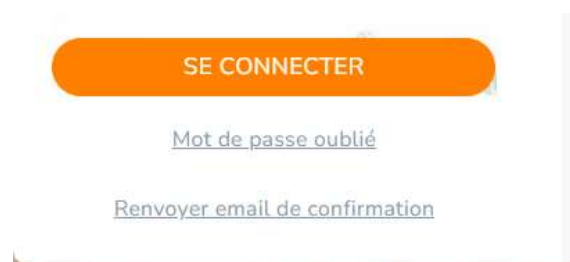 SE CONNECTER
Mot de passe oublié
Renvoyer email de confirmation